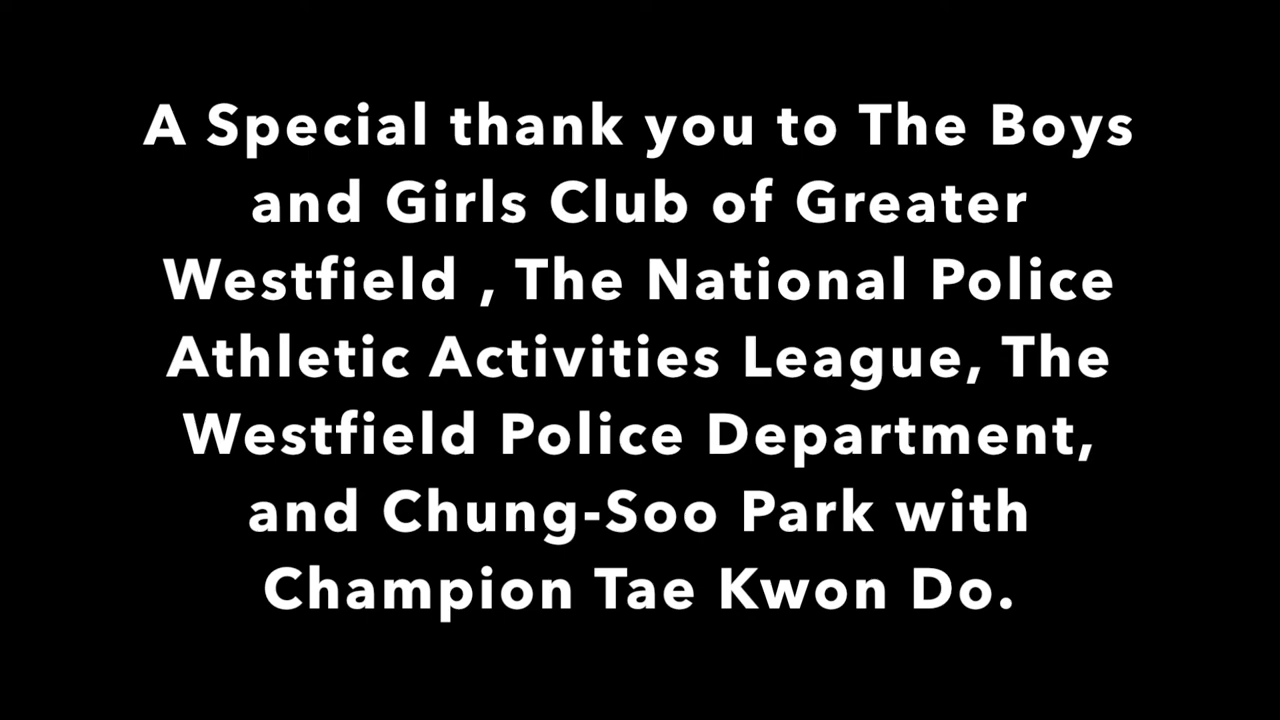 A Special thank you to The Boys
and Girls Club of Greater
Westfield , The National Police
Athletic Activities League, The
Westfield Police Department,
and Chung-Soo Park with
Champion Tae Kwon Do.